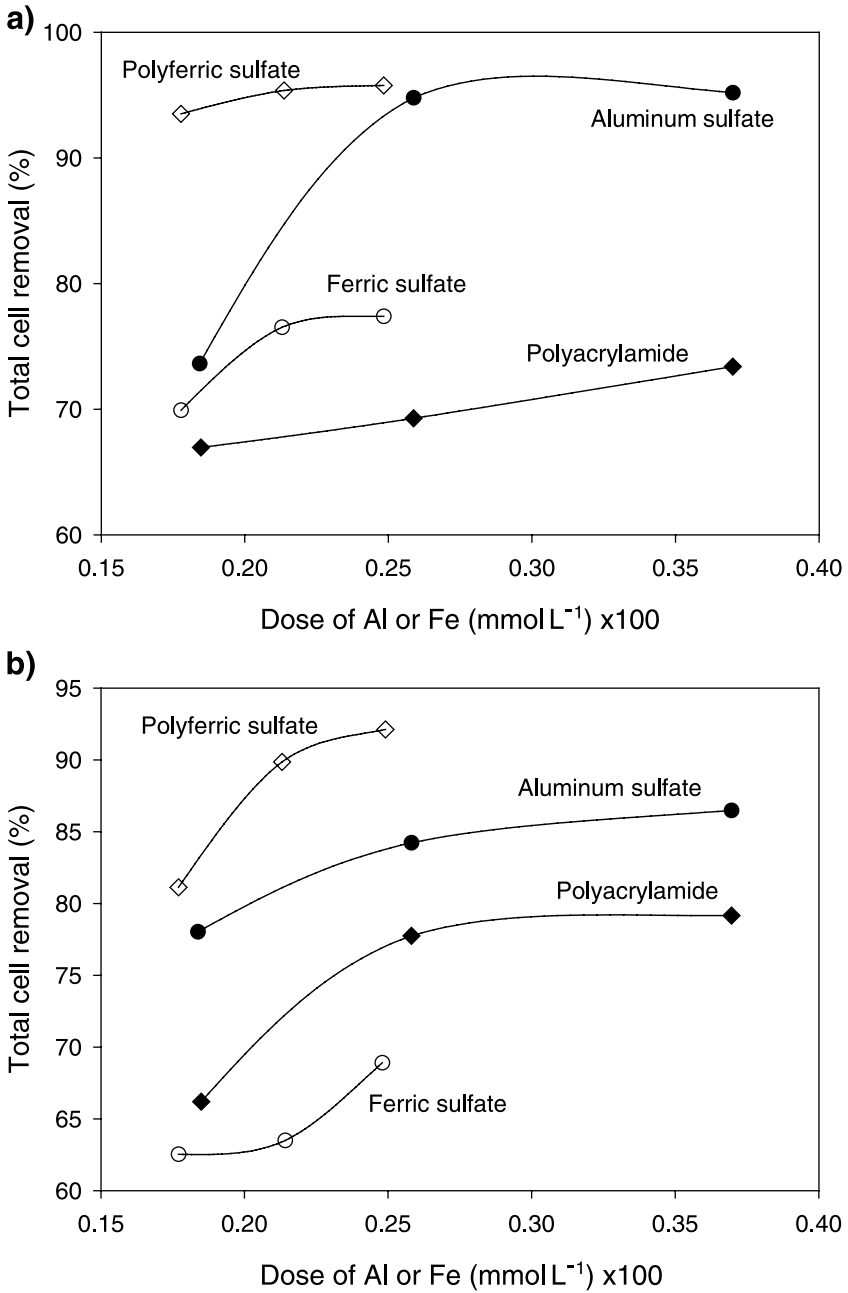 a)
100
90
80
70
60
Total cell removal (%)
Polyferric sulfate
Aluminum sulfate
Ferric sulfate
Polyacrylamide
0.15 0.20 0.25 0.30 0.35 0.40
Dose of Al or Fe (mmol L⁻¹) x100
b)
95
90
85
80
75
70
65
60
Total cell removal (%)
Polyferric sulfate
Aluminum sulfate
Polyacrylamide
Ferric sulfate
0.15 0.20 0.25 0.30 0.35 0.40
Dose of Al or Fe (mmol L⁻¹) x100